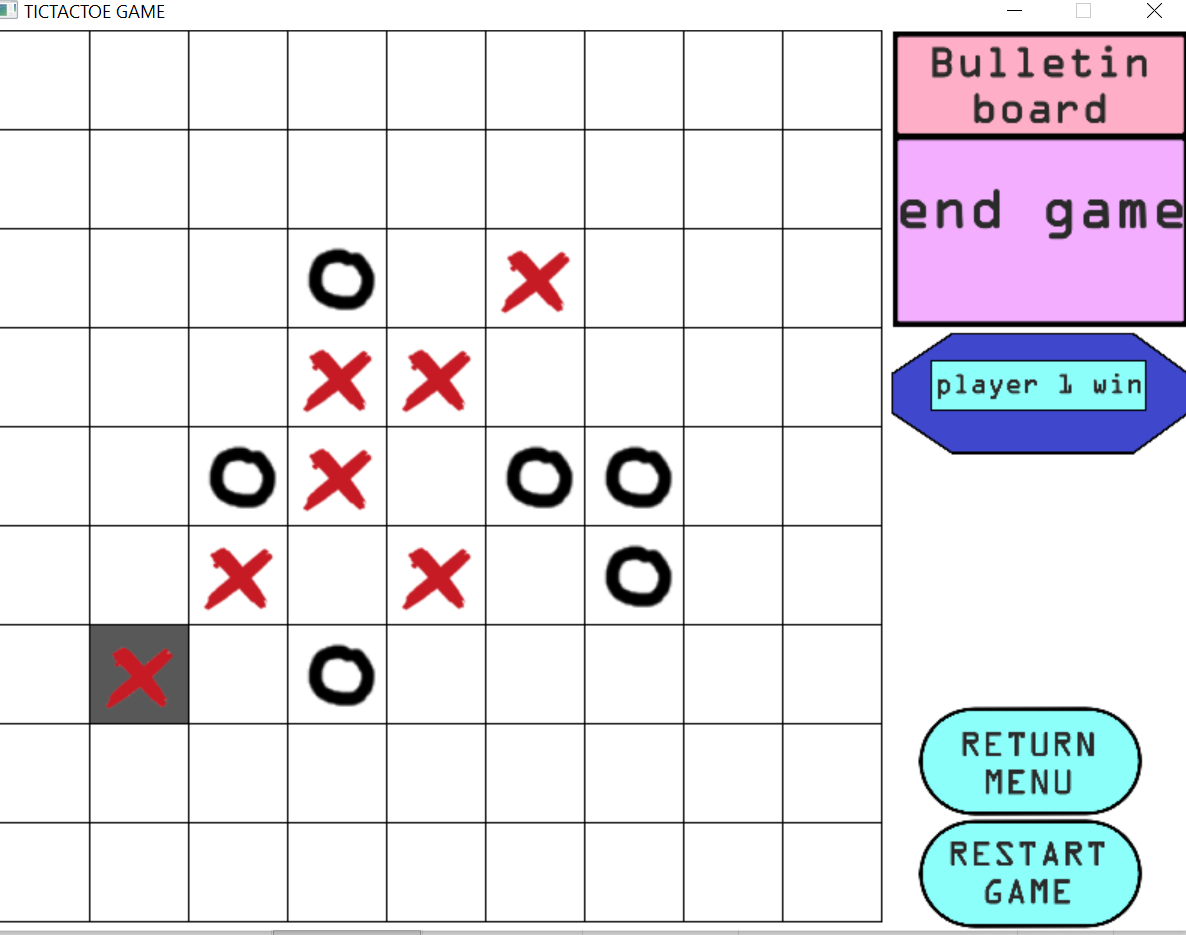 TICTACTOE GAME
Bulletin
board
end game
player 1 win
RETURN
MENU
RESTART
GAME